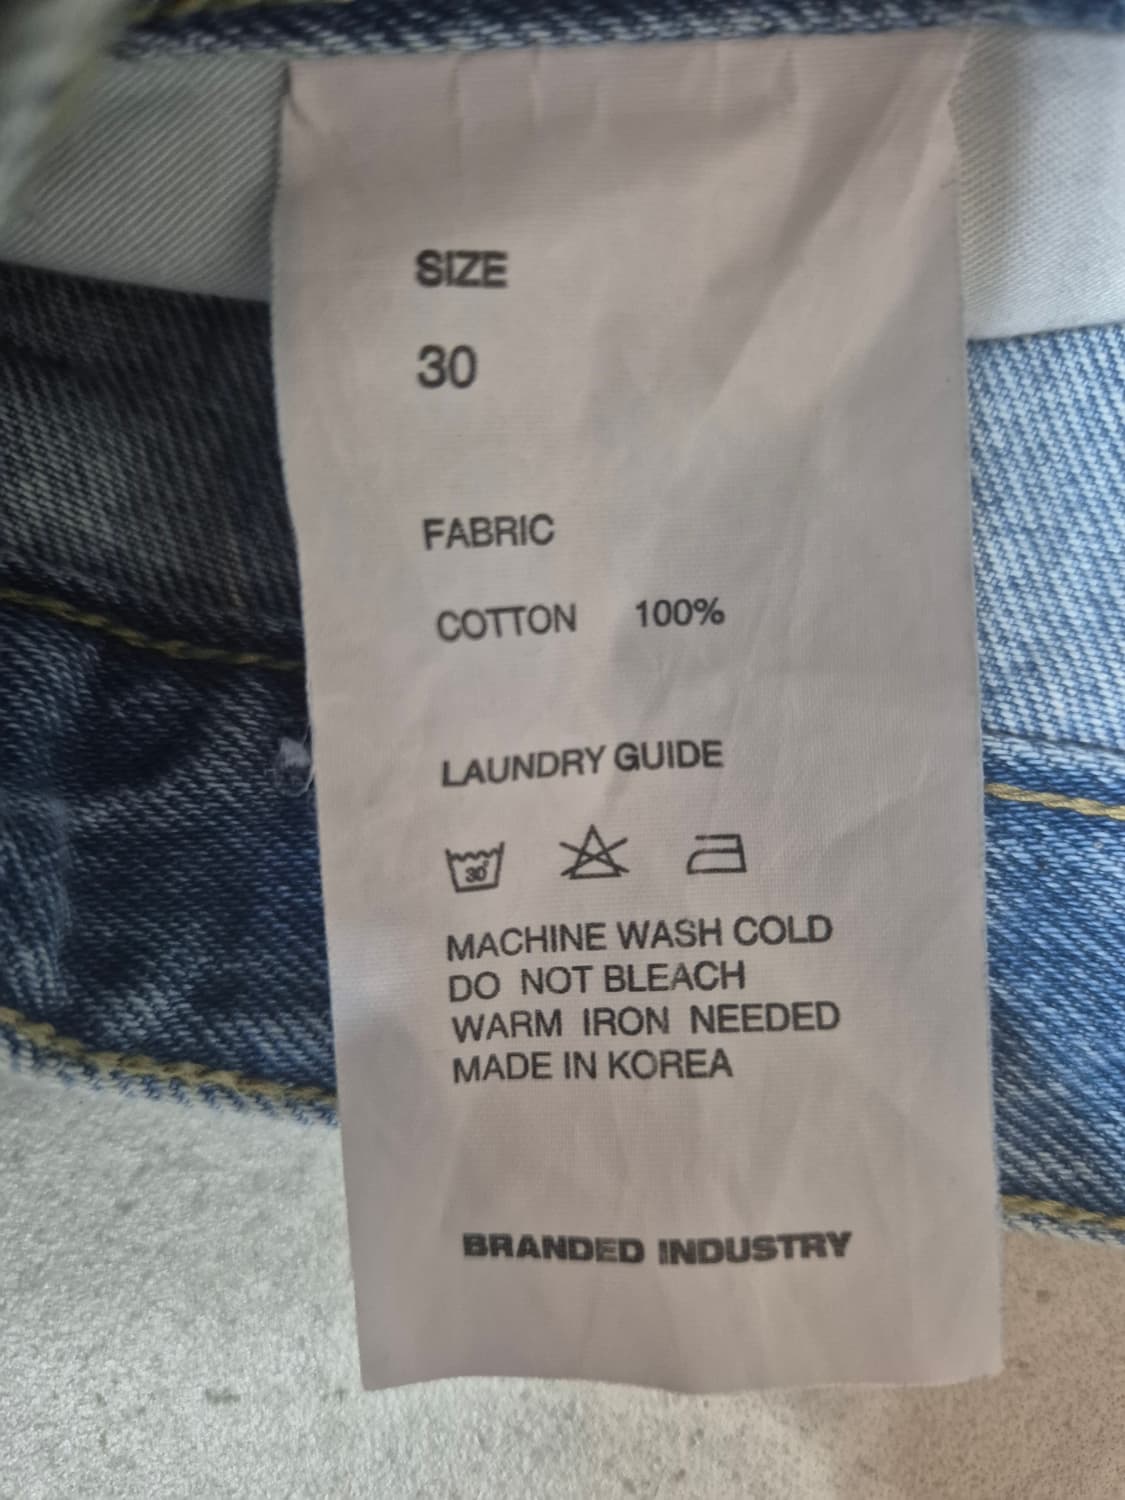 SIZE
30
FABRIC
COTTON 100%
LAUNDRY GUIDE
30°
MACHINE WASH COLD
DO NOT BLEACH
WARM IRON NEEDED
MADE IN KOREA
BRANDED INDUSTRY